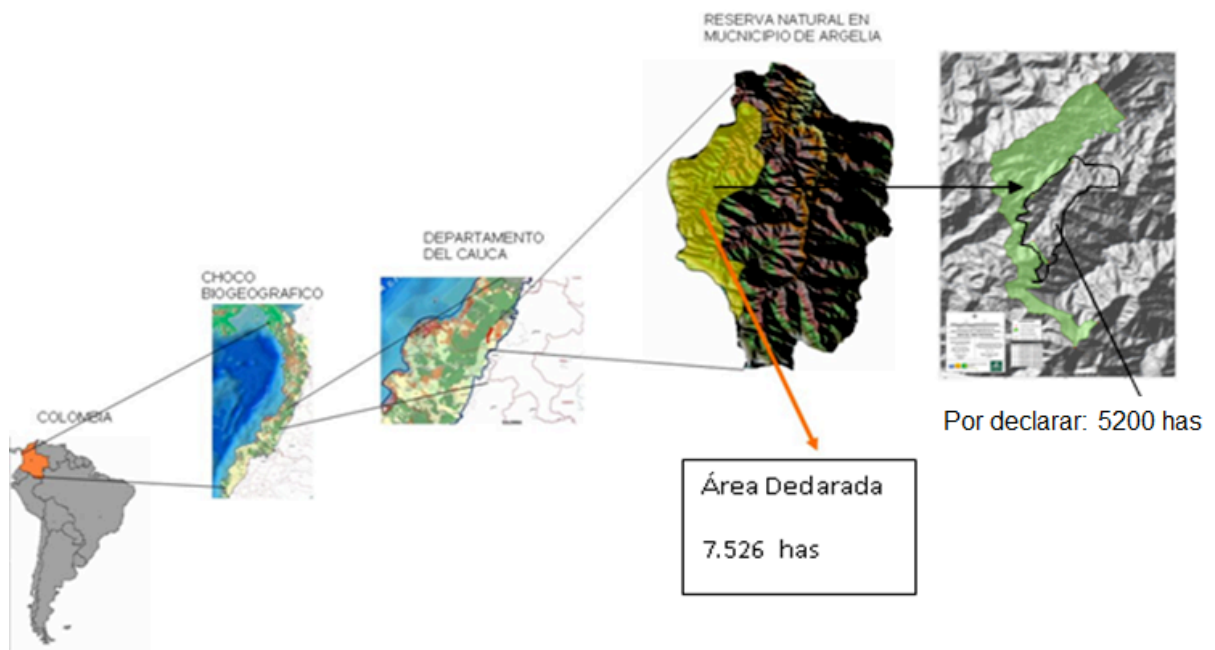 RESERVA NATURAL EN
MUCNICIPIO DE ARGELIA
DEPARTAMENTO
DEL CAUCA
CHOCO
BIOGEOGRAFICO
COLOMBIA
Por declarar: 5200 has
Área Dedarada
7.526 has